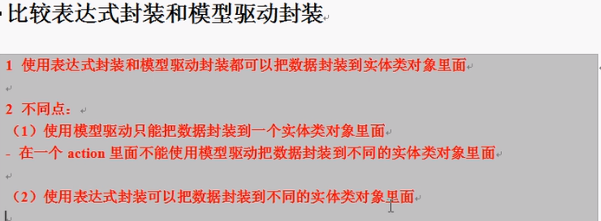 比较表达式封装和模型驱动封装
1 使用表达式封装和模型驱动封装都可以把数据封装到实体类对象里面
2 不同点：
（1）使用模型驱动只能把数据封装到一个实体类对象里面
- 在一个 action 里面不能使用模型驱动把数据封装到不同的实体类对象里面
（2）使用表达式封装可以把数据封装到不同的实体类对象里面